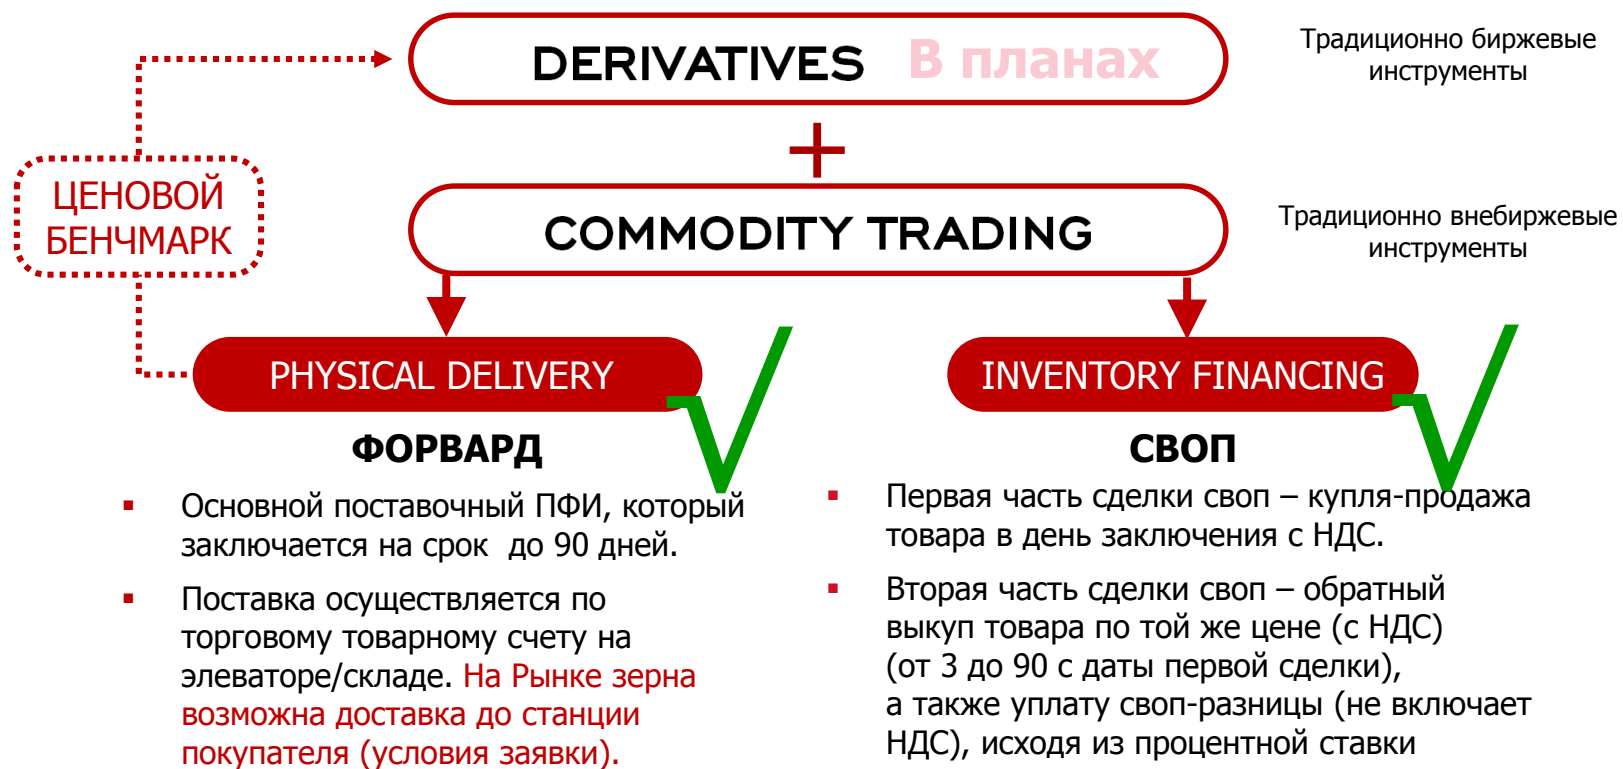 DERIVATIVES В планах
Традиционно биржевые
инструменты
ЦЕНОВОЙ
БЕНЧМАРК
COMMODITY TRADING
Традиционно внебиржевые
инструменты
PHYSICAL DELIVERY
ФОРВАРД
▪ Основной поставочный ПФИ, который
заключается на срок до 90 дней.
▪ Поставка осуществляется по
торговому товарному счету на
элеваторе/складе. На Рынке зерна
возможна доставка до станции
покупателя (условия заявки).
INVENTORY FINANCING
СВОП
▪ Первая часть сделки своп – купля-продажа
товара в день заключения с НДС.
▪ Вторая часть сделки своп – обратный
выкуп товара по той же цене (с НДС)
(от 3 до 90 с даты первой сделки),
а также уплату своп-разницы (не включает
НДС), исходя из процентной ставки